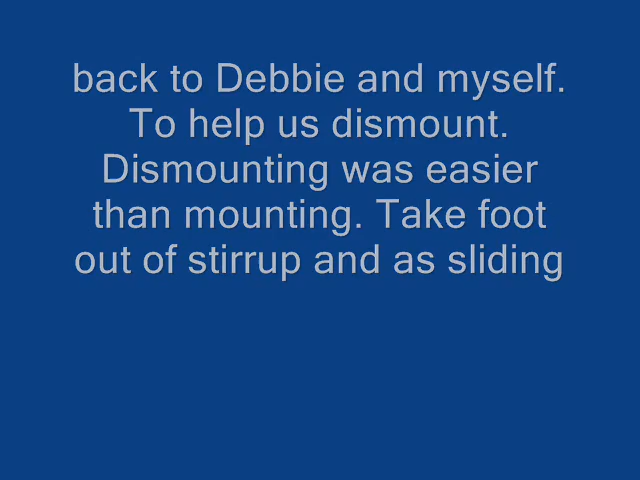 back to Debbie and myself.
To help us dismount.
Dismounting was easier
than mounting. Take foot
out of stirrup and as sliding